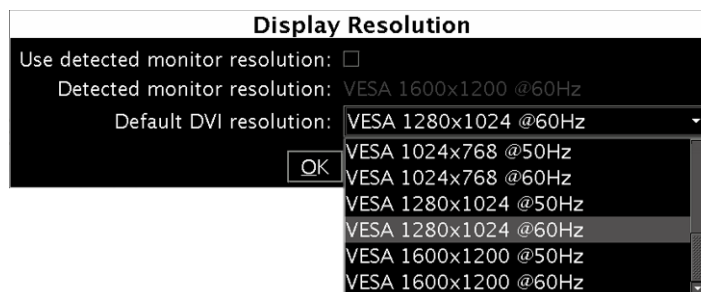 Display Resolution
Use detected monitor resolution:
Detected monitor resolution: VESA 1600x1200 @60Hz
Default DVI resolution: VESA 1280x1024 @60Hz
VESA 1024x768 @50Hz
OK
VESA 1024x768 @60Hz
VESA 1280x1024 @50Hz
VESA 1280x1024 @60Hz
VESA 1600x1200 @50Hz
VESA 1600x1200 @60Hz